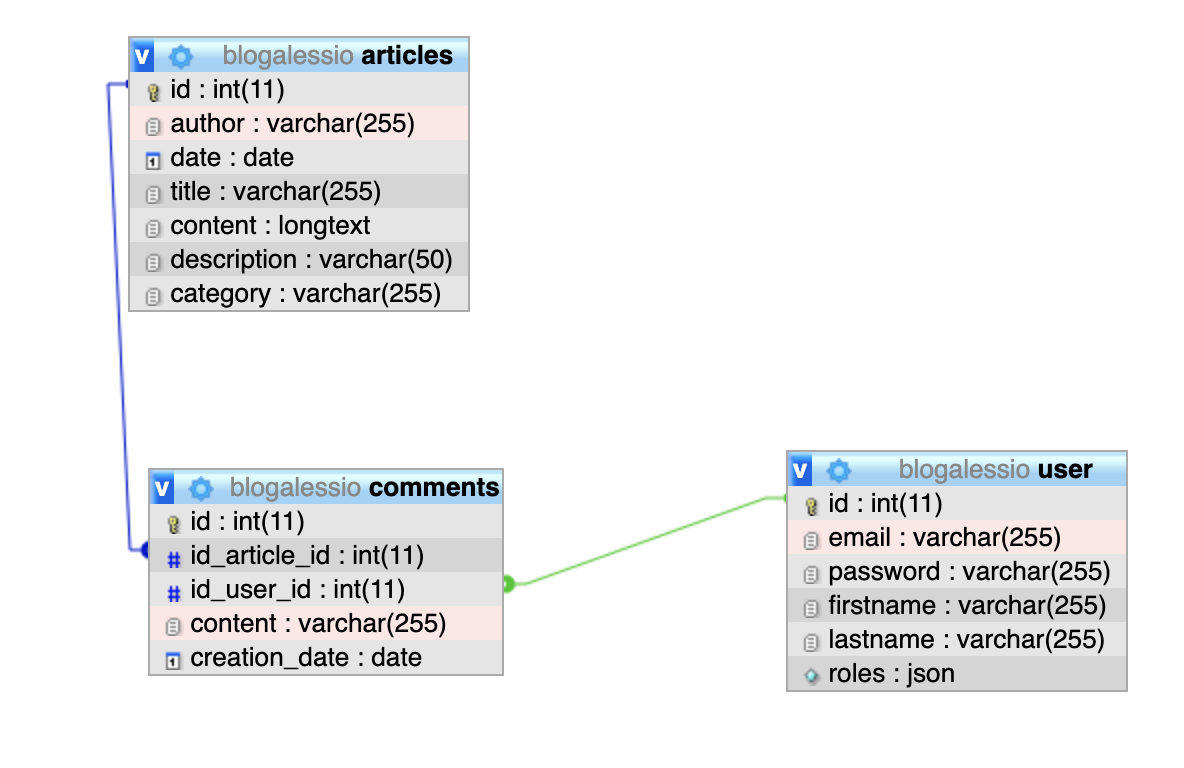 v blogalessio articles
id : int(11)
author : varchar(255)
date : date
title : varchar(255)
content : longtext
description : varchar(50)
category : varchar(255)
v blogalessio comments
id : int(11)
# id_article_id : int(11)
# id_user_id : int(11)
content : varchar(255)
1 creation_date : date
v blogalessio user
id : int(11)
email : varchar(255)
password : varchar(255)
firstname : varchar(255)
lastname : varchar(255)
roles : json